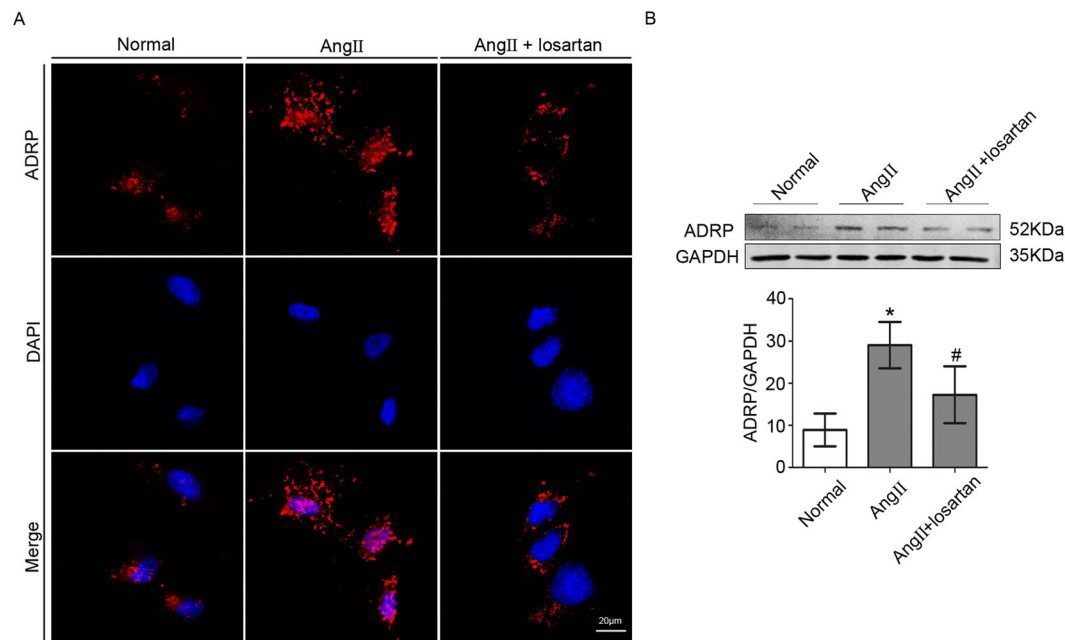 A
Normal
AngII
AngII + losartan
ADRP
DAPI
Merge
20μm
B
Normal
AngII
AngII+losartan
ADRP
52KDa
GAPDH
35KDa
ADRP/GAPDH
40
30
20
10
0
*
#
Normal
AngII
AngII+losartan